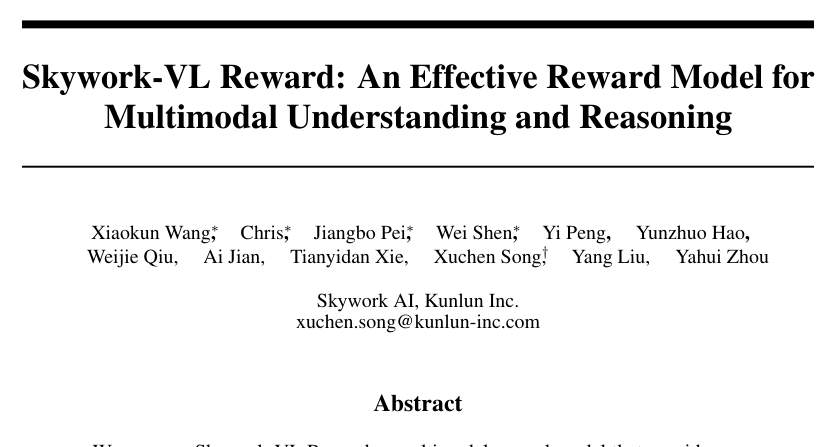 Skywork-VL Reward: An Effective Reward Model for
Multimodal Understanding and Reasoning
Xiaokun Wang*, Chris*, Jiangbo Pei*, Wei Shen*, Yi Peng, Yunzhuo Hao,
Weijie Qiu, Ai Jian, Tianyidan Xie, Xuchen Song†, Yang Liu, Yahui Zhou
Skywork AI, Kunlun Inc.
xuchen.song@kunlun-inc.com
Abstract